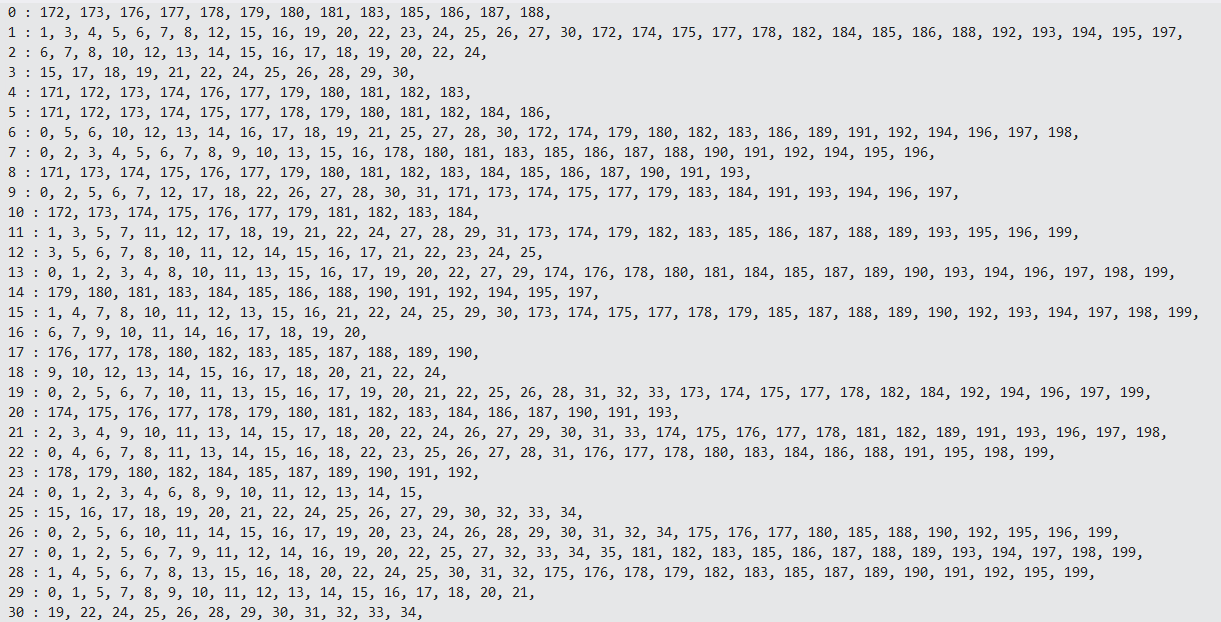 0 : 172, 173, 176, 177, 178, 179, 180, 181, 183, 185, 186, 187, 188,
1 : 1, 3, 4, 5, 6, 7, 8, 12, 15, 16, 19, 20, 22, 23, 24, 25, 26, 27, 30, 172, 174, 175, 177, 178, 182, 184, 185, 186, 188, 192, 193, 194, 195, 197,
2 : 6, 7, 8, 10, 12, 13, 14, 15, 16, 17, 18, 19, 20, 22, 24,
3 : 15, 17, 18, 19, 21, 22, 24, 25, 26, 28, 29, 30,
4 : 171, 172, 173, 174, 176, 177, 179, 180, 181, 182, 183,
5 : 171, 172, 173, 174, 175, 177, 178, 179, 180, 181, 182, 184, 186,
6 : 0, 5, 6, 10, 12, 13, 14, 16, 17, 18, 19, 21, 25, 27, 28, 30, 172, 174, 179, 180, 182, 183, 186, 189, 191, 192, 194, 196, 197, 198,
7 : 0, 2, 3, 4, 5, 6, 7, 8, 9, 10, 13, 15, 16, 178, 180, 181, 183, 185, 186, 187, 188, 190, 191, 192, 194, 195, 196,
8 : 171, 173, 174, 175, 176, 177, 179, 180, 181, 182, 183, 184, 185, 186, 187, 190, 191, 193,
9 : 0, 2, 5, 6, 7, 12, 17, 18, 22, 26, 27, 28, 30, 31, 171, 173, 174, 175, 177, 179, 183, 184, 191, 193, 194, 196, 197,
10 : 172, 173, 174, 175, 176, 177, 179, 181, 182, 183, 184,
11 : 1, 3, 5, 7, 11, 12, 17, 18, 19, 21, 22, 24, 27, 28, 29, 31, 173, 174, 179, 182, 183, 185, 186, 187, 188, 189, 193, 195, 196, 199,
12 : 3, 5, 6, 7, 8, 10, 11, 12, 14, 15, 16, 17, 21, 22, 23, 24, 25,
13 : 0, 1, 2, 3, 4, 8, 10, 11, 13, 15, 16, 17, 19, 20, 22, 27, 29, 174, 176, 178, 180, 181, 184, 185, 187, 189, 190, 193, 194, 196, 197, 198, 199,
14 : 179, 180, 181, 183, 184, 185, 186, 188, 190, 191, 192, 194, 195, 197,
15 : 1, 4, 7, 8, 10, 11, 12, 13, 15, 16, 21, 22, 24, 25, 29, 30, 173, 174, 175, 177, 178, 179, 185, 187, 188, 189, 190, 192, 193, 194, 197, 198, 199,
16 : 6, 7, 9, 10, 11, 14, 16, 17, 18, 19, 20,
17 : 176, 177, 178, 180, 182, 183, 185, 187, 188, 189, 190,
18 : 9, 10, 12, 13, 14, 15, 16, 17, 18, 20, 21, 22, 24,
19 : 0, 2, 5, 6, 7, 10, 11, 13, 15, 16, 17, 19, 20, 21, 22, 25, 26, 28, 31, 32, 33, 173, 174, 175, 177, 178, 182, 184, 192, 194, 196, 197, 199,
20 : 174, 175, 176, 177, 178, 179, 180, 181, 182, 183, 184, 186, 187, 190, 191, 193,
21 : 2, 3, 4, 9, 10, 11, 13, 14, 15, 17, 18, 20, 22, 24, 26, 27, 29, 30, 31, 33, 174, 175, 176, 177, 178, 181, 182, 189, 191, 193, 196, 197, 198,
22 : 0, 4, 6, 7, 8, 11, 13, 14, 15, 16, 18, 22, 23, 25, 26, 27, 28, 31, 176, 177, 178, 180, 183, 184, 186, 188, 191, 195, 198, 199,
23 : 178, 179, 180, 182, 184, 185, 187, 189, 190, 191, 192,
24 : 0, 1, 2, 3, 4, 6, 8, 9, 10, 11, 12, 13, 14, 15,
25 : 15, 16, 17, 18, 19, 20, 21, 22, 24, 25, 26, 27, 29, 30, 32, 33, 34,
26 : 0, 2, 5, 6, 10, 11, 14, 15, 16, 17, 19, 20, 23, 24, 26, 28, 29, 30, 31, 32, 34, 175, 176, 177, 180, 185, 188, 190, 192, 195, 196, 199,
27 : 0, 1, 2, 5, 6, 7, 9, 11, 12, 14, 16, 19, 20, 22, 25, 27, 32, 33, 34, 35, 181, 182, 183, 185, 186, 187, 188, 189, 193, 194, 197, 198, 199,
28 : 1, 4, 5, 6, 7, 8, 13, 15, 16, 18, 20, 22, 24, 25, 30, 31, 32, 175, 176, 178, 179, 182, 183, 185, 187, 189, 190, 191, 192, 195, 199,
29 : 0, 1, 5, 7, 8, 9, 10, 11, 12, 13, 14, 15, 16, 17, 18, 20, 21,
30 : 19, 22, 24, 25, 26, 28, 29, 30, 31, 32, 33, 34,